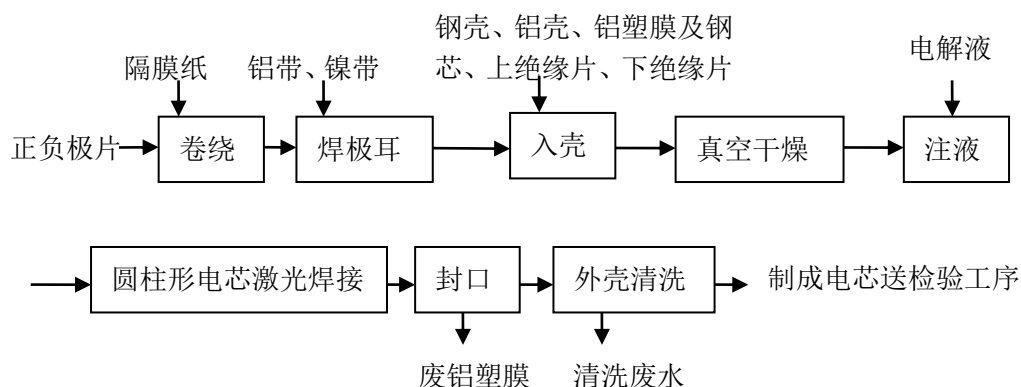 钢壳、铝壳、铝塑膜及钢
芯、上绝缘片、下绝缘片
电解液
隔膜纸
铝带、镍带
正负极片
卷绕
焊极耳
入壳
真空干燥
注液
圆柱形电芯激光焊接
封口
外壳清洗
制成电芯送检验工序
废铝塑膜
清洗废水